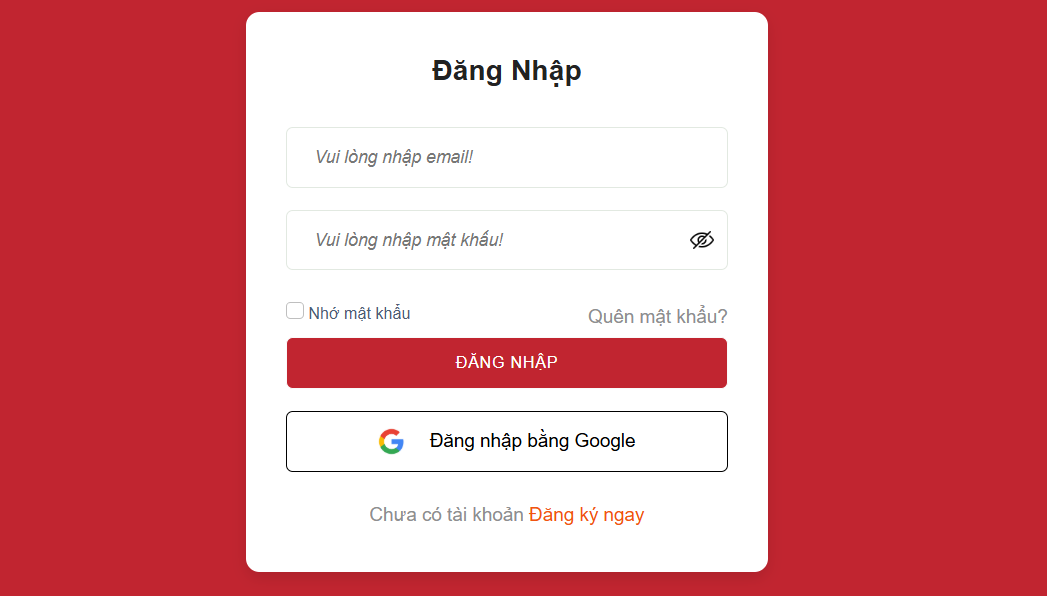 Đăng Nhập
Vui lòng nhập email!
Vui lòng nhập mật khấu!
Nhớ mật khẩu
Quên mật khẩu?
ĐĂNG NHẬP
Đăng nhập bằng Google
Chưa có tài khoản Đăng ký ngay